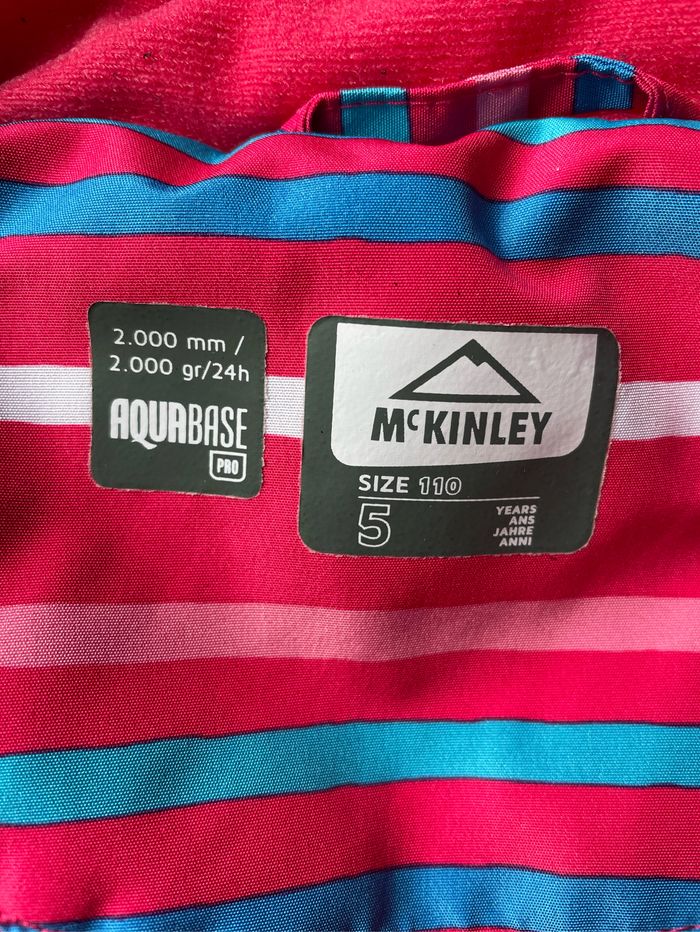 2.000 mm /
2.000 gr/24h
AQUABASE
PRO
McKINLEY
SIZE 110
5
YEARS
ANS
JAHRE
ANNI